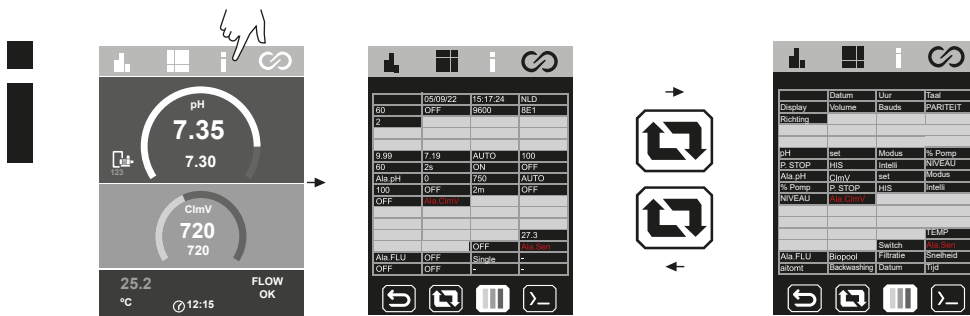 pH
7.35
7.30
123
ClmV
720
720
25.2
ºC
12:15
FLOW
OK
05/09/22 15:17:24 NLD
60 OFF 9600 8E1
2
9.99 7.19 AUTO 100
60 2s ON OFF
Ala.pH 0 750 AUTO
100 OFF 2m OFF
OFF Ala.ClmV
27.3
OFF Ala.Sen
Ala.FLU OFF Single -
OFF OFF - -
Datum Uur Taal
Display Volume Bauds PARITEIT
Richting
pH set Modus % Pomp
P. STOP HIS Intelli NIVEAU
Ala.pH ClmV set Modus
% Pomp P. STOP HIS Intelli
NIVEAU Ala.ClmV
TEMP
Switch Ala.Sen
Ala.FLU Biopool Filtratie Snelheid
aitomt Backwashing Datum Tijd